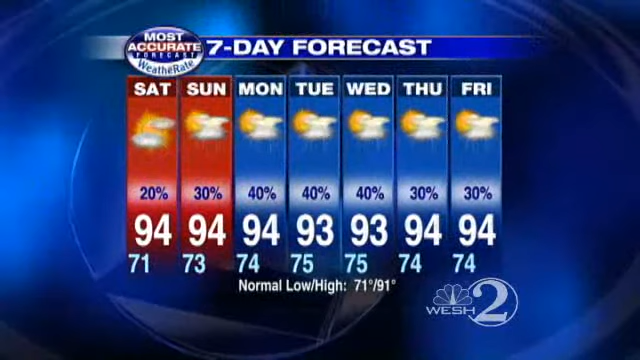 MOST
ACCURATE
FORECAST
WeatheRate
7-DAY FORECAST
SAT SUN MON TUE WED THU FRI
20% 30% 40% 40% 40% 30% 30%
94 94 94 93 93 94 94
71 73 74 75 75 74 74
Normal Low/High: 71°/91°
WESH 2